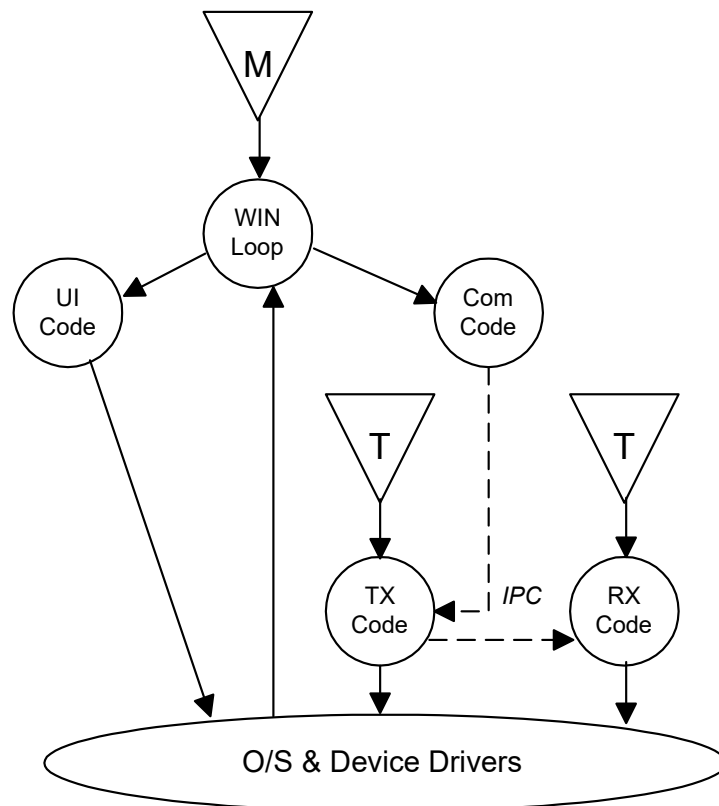 M
WIN
Loop
UI
Code
Com
Code
T
T
TX
Code
IPC
RX
Code
O/S & Device Drivers